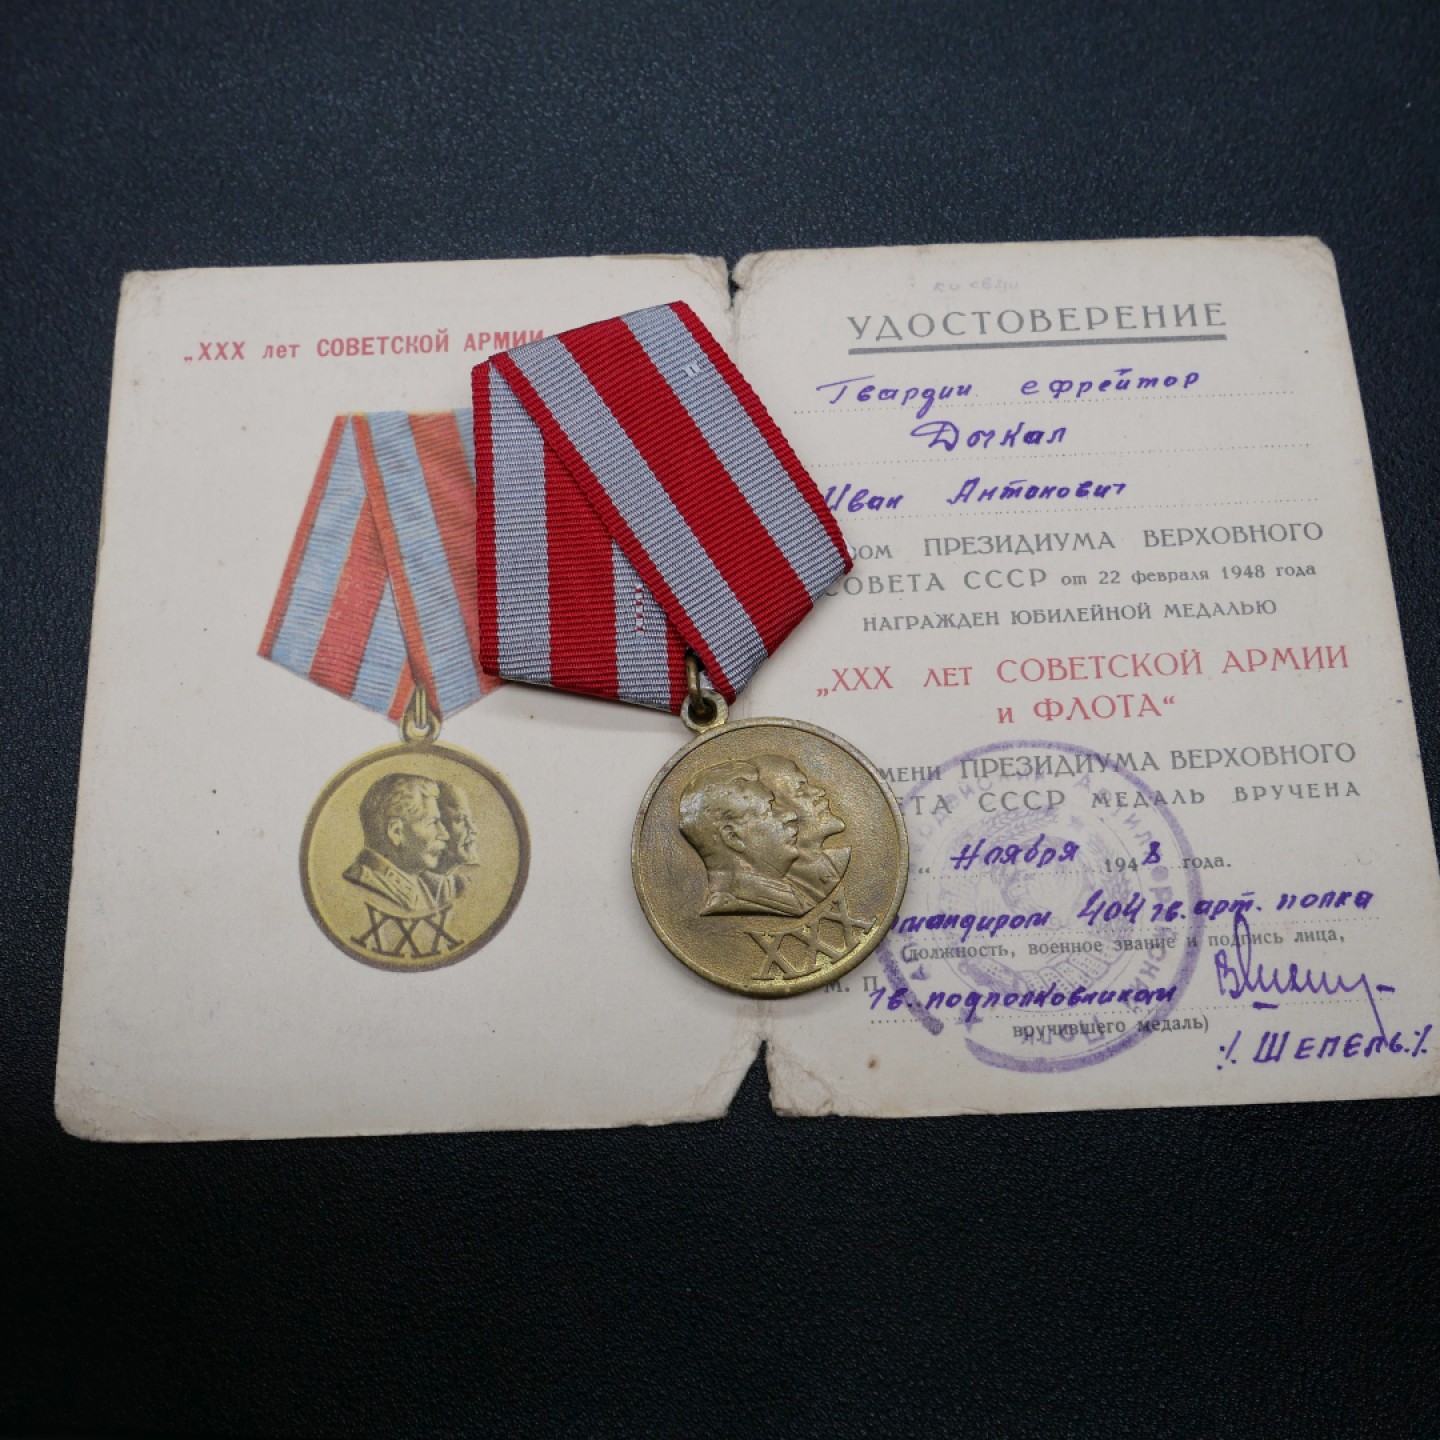 „XXX лет СОВЕТСКОЙ АРМИИ
УДОСТОВЕРЕНИЕ
Гвардии ефрейтор
Дыкал
Иван Антонович
ПРЕЗИДИУМА ВЕРХОВНОГО
СОВЕТА СССР от 22 февраля 1948 года
НАГРАЖДЕН ЮБИЛЕЙНОЙ МЕДАЛЬЮ
„XXX ЛЕТ СОВЕТСКОЙ АРМИИ
и ФЛОТА“
ПРЕЗИДИУМА ВЕРХОВНОГО
СССР МЕДАЛЬ ВРУЧЕНА
„ ноября 1948 года.
404 гв. арт. полка
(должность, военное звание и подпись лица,
М. П.
гв. подполковником
вручившего медаль)
/. ШЕПЕЛЬ./.
XXX
XXX